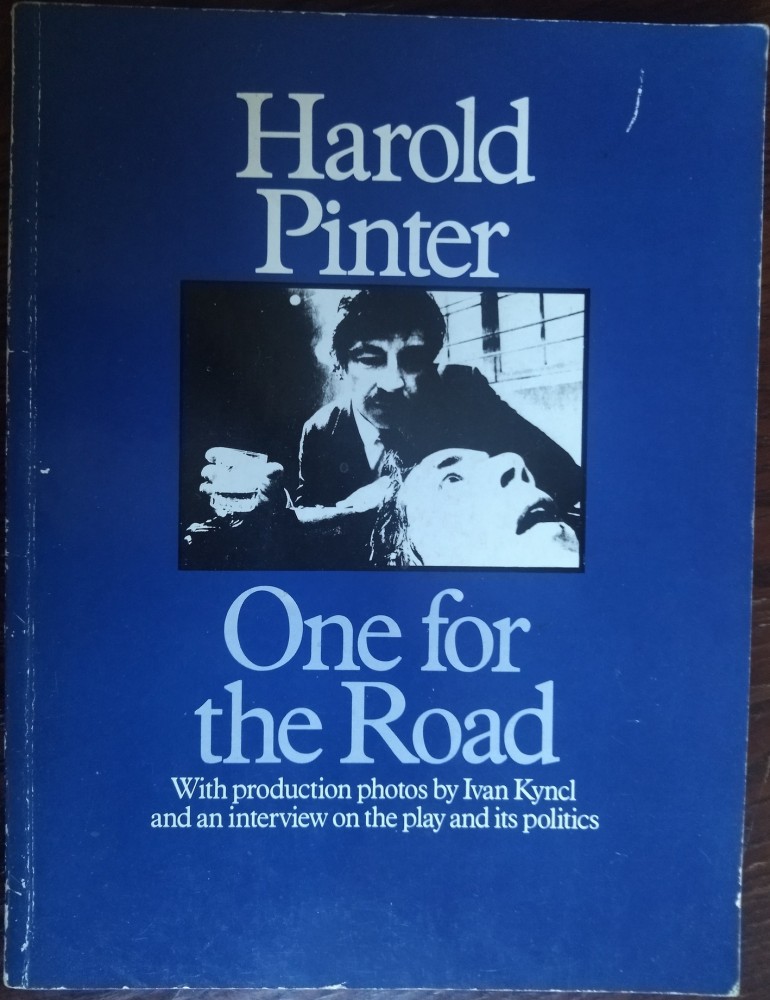 Harold
Pinter
One for
the Road
With production photos by Ivan Kyncl
and an interview on the play and its politics